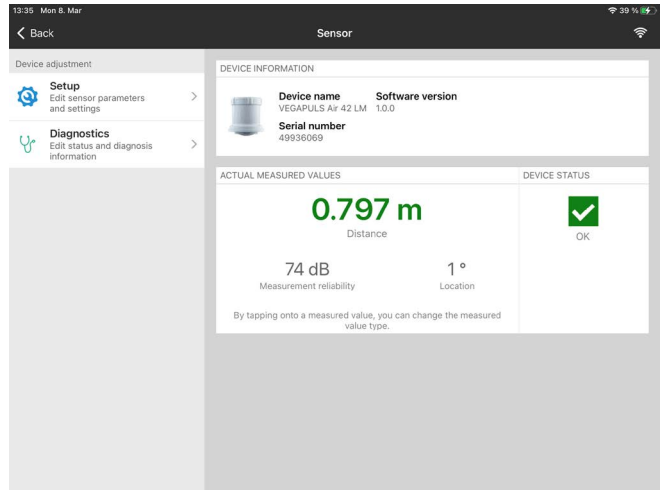 13:35 Mon 8. Mar
39 %
Back
Sensor
Device adjustment
Setup
Edit sensor parameters
and settings
Diagnostics
Edit status and diagnosis
information
DEVICE INFORMATION
Device name
VEGAPULS Air 42 LM
Software version
1.0.0
Serial number
49936069
ACTUAL MEASURED VALUES
0.797 m
Distance
74 dB
Measurement reliability
1 °
Location
By tapping onto a measured value, you can change the measured
value type.
DEVICE STATUS
OK